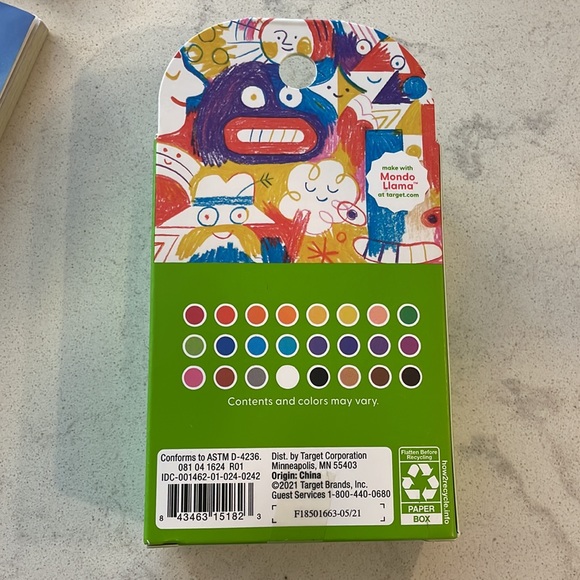 make with
Mondo
Llama™
at target.com
Contents and colors may vary.
Conforms to ASTM D-4236.
081 04 1624 R01
IDC-001462-01-024-0242
8 43463 15182 3
Dist. by Target Corporation
Minneapolis, MN 55403
Origin: China
©2021 Target Brands, Inc.
Guest Services 1-800-440-0680
F18501663-05/21
Flatten Before
Recycling
PAPER
BOX
how2recycle.info